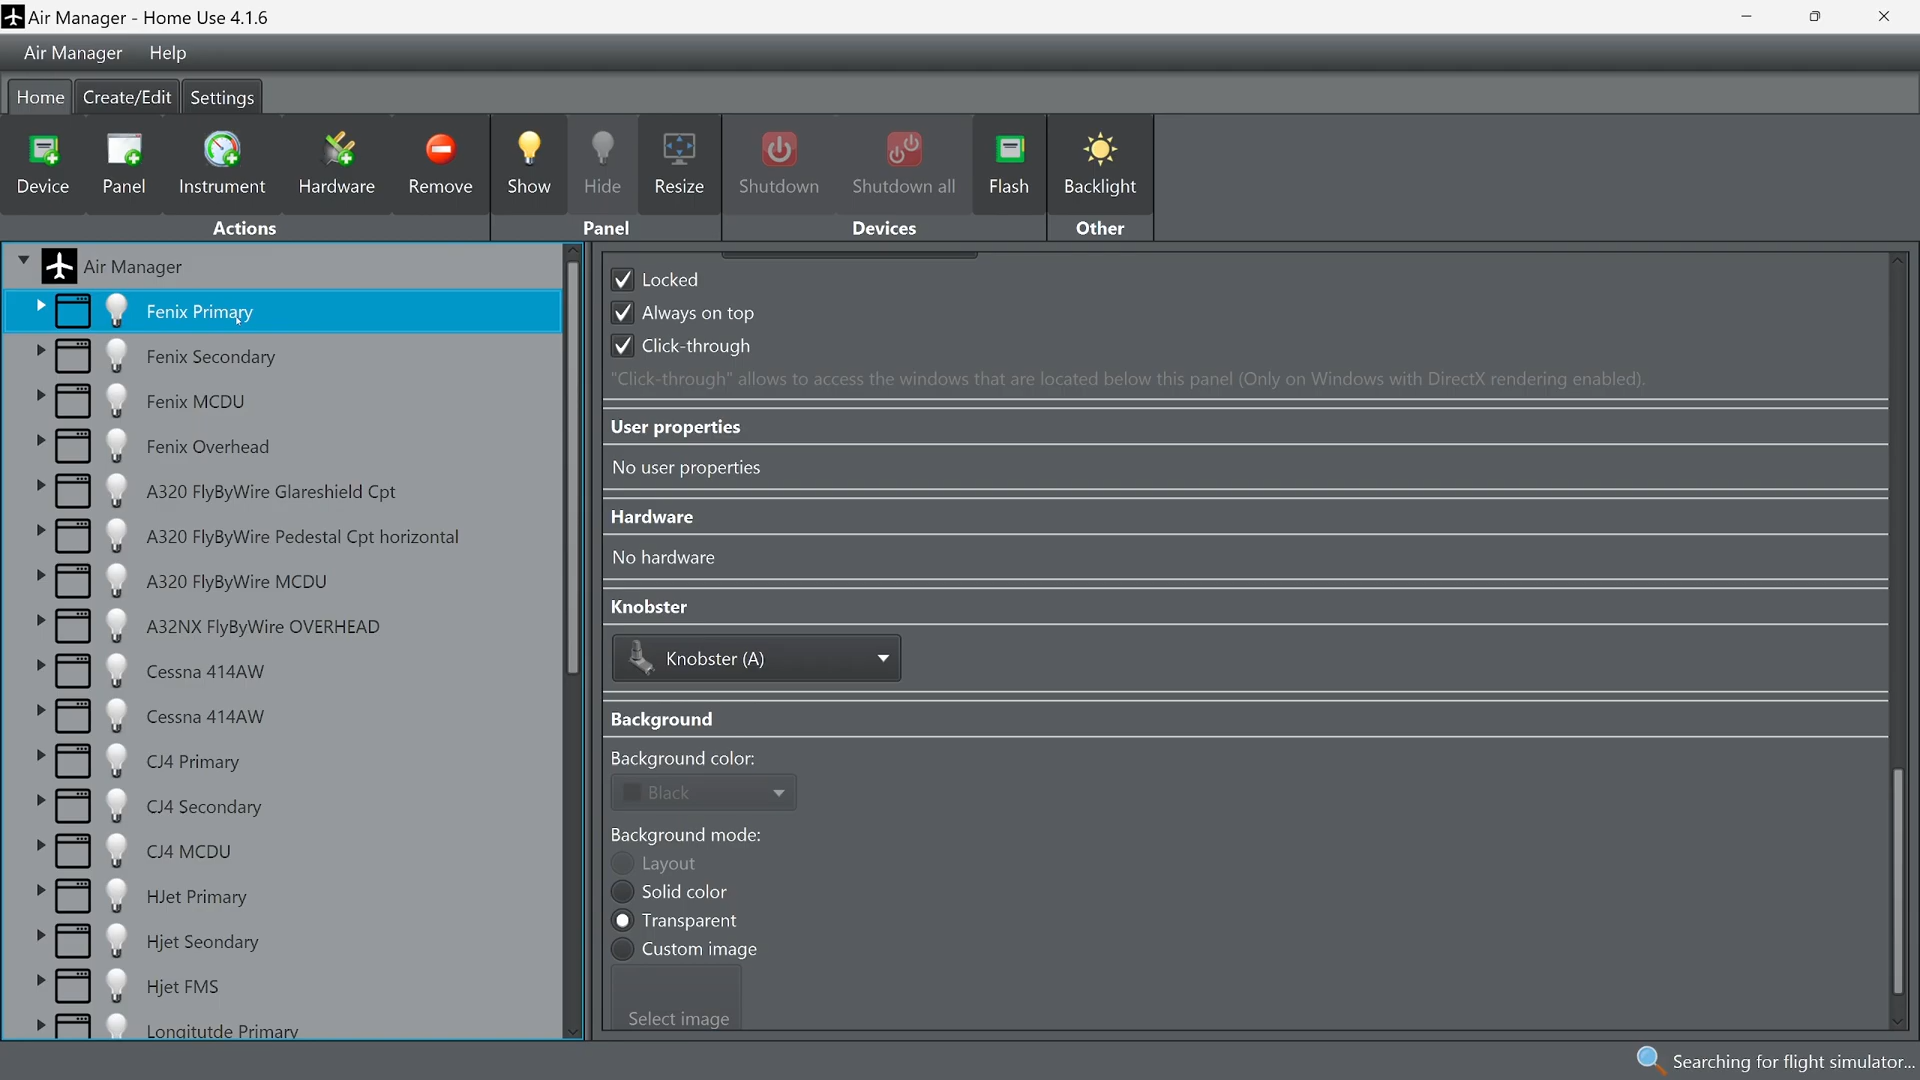 Air Manager - Home Use 4.1.6
Air Manager Help
Home Create/Edit Settings
Device Panel Instrument Hardware Remove Show Hide Resize Shutdown Shutdown all Flash Backlight
Actions Panel Devices Other
Air Manager
Fenix Primary
Fenix Secondary
Fenix MCDU
Fenix Overhead
A320 FlyByWire Glareshield Cpt
A320 FlyByWire Pedestal Cpt horizontal
A320 FlyByWire MCDU
A32NX FlyByWire OVERHEAD
Cessna 414AW
Cessna 414AW
CJ4 Primary
CJ4 Secondary
CJ4 MCDU
HJet Primary
Hjet Seondary
Hjet FMS
Longitutde Primary
Locked
Always on top
Click-through
"Click-through" allows to access the windows that are located below this panel (Only on Windows with DirectX rendering enabled).
User properties
No user properties
Hardware
No hardware
Knobster
Knobster (A)
Background
Background color:
Black
Background mode:
Layout
Solid color
Transparent
Custom image
Select image
Searching for flight simulator...